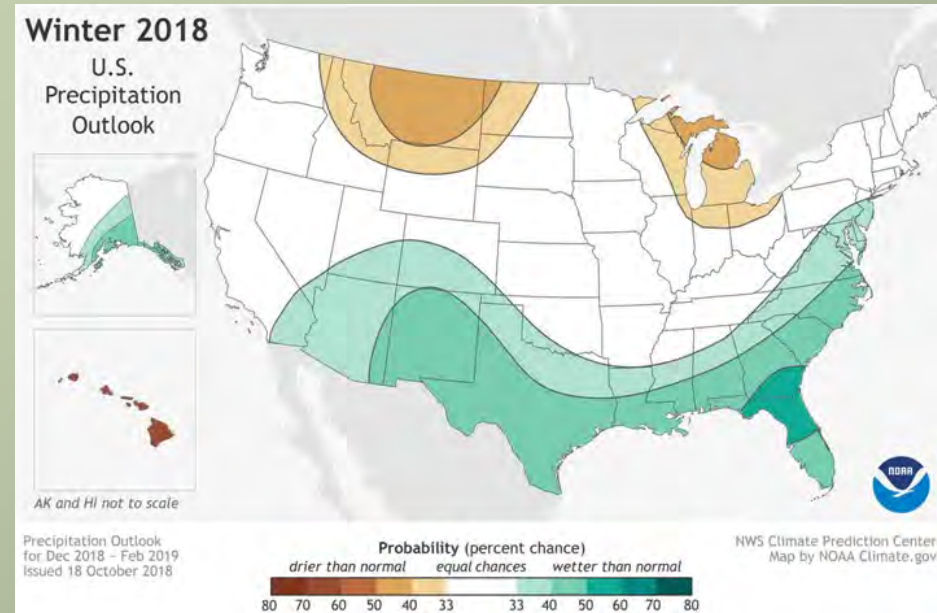 Winter 2018
U.S.
Precipitation
Outlook
AK and HI not to scale
NOAA
Precipitation Outlook
for Dec 2018 – Feb 2019
Issued 18 October 2018
Probability (percent chance)
drier than normal equal chances wetter than normal
80 70 60 50 40 33 33 40 50 60 70 80
NWS Climate Prediction Center
Map by NOAA Climate.gov